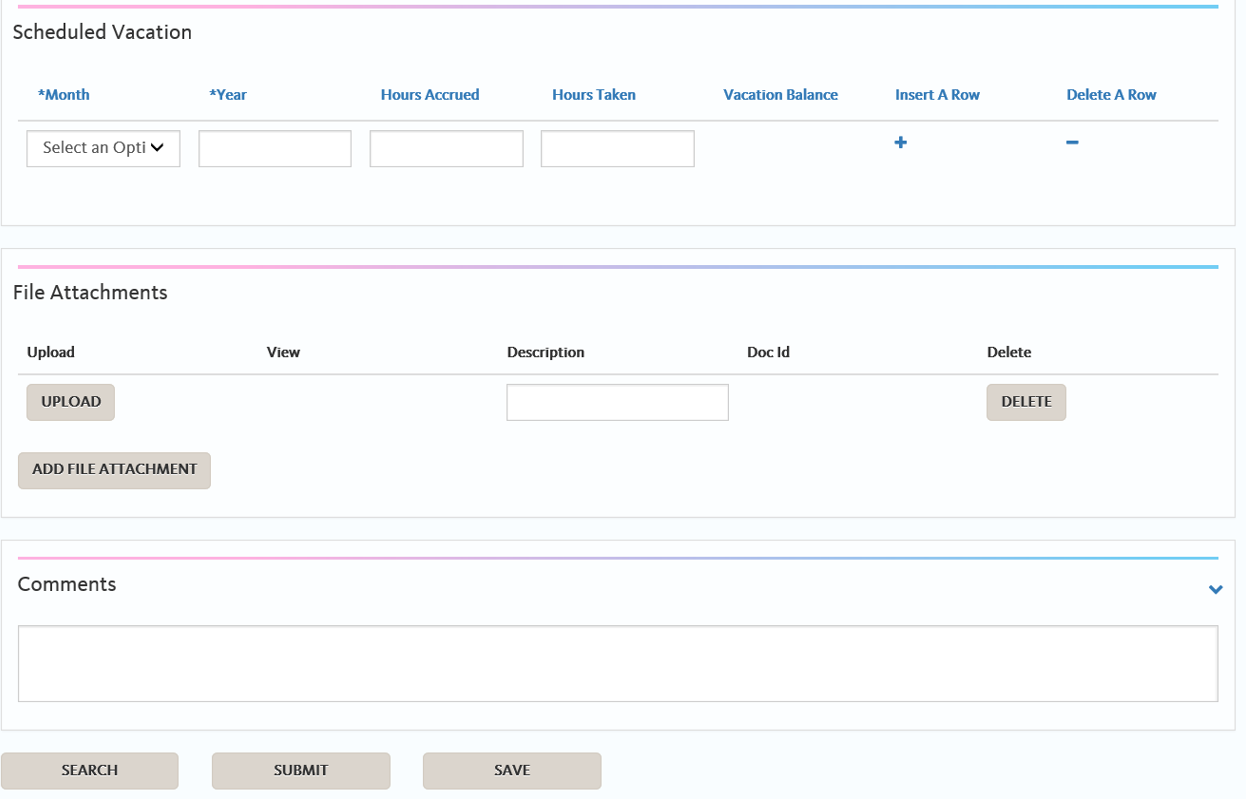 Scheduled Vacation
*Month *Year Hours Accrued Hours Taken Vacation Balance Insert A Row Delete A Row
Select an Opti
File Attachments
Upload View Description Doc Id Delete
UPLOAD DELETE
ADD FILE ATTACHMENT
Comments
SEARCH SUBMIT SAVE